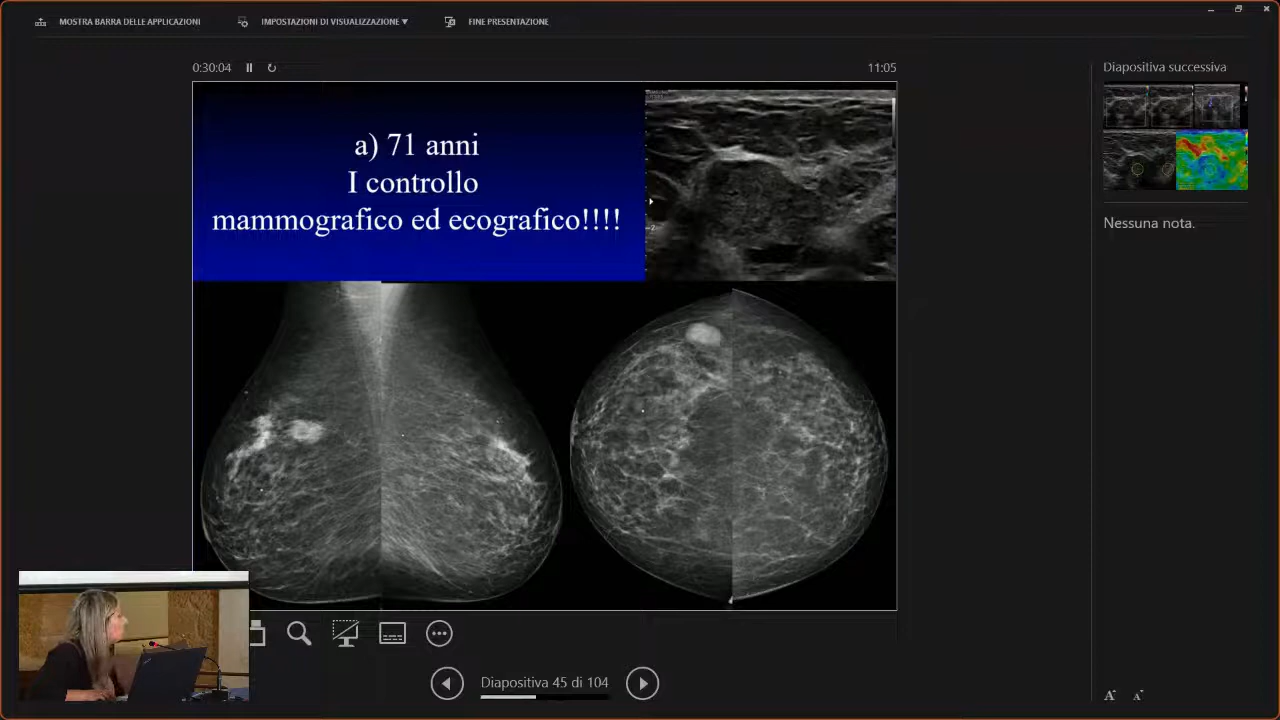 MOSTRA BARRA DELLE APPLICAZIONI
IMPOSTAZIONI DI VISUALIZZAZIONE ▼
FINE PRESENTAZIONE
0:30:04
11:05
Diapositiva successiva
a) 71 anni
I controllo
mammografico ed ecografico!!!!
2
Nessuna nota.
Diapositiva 45 di 104
A
A